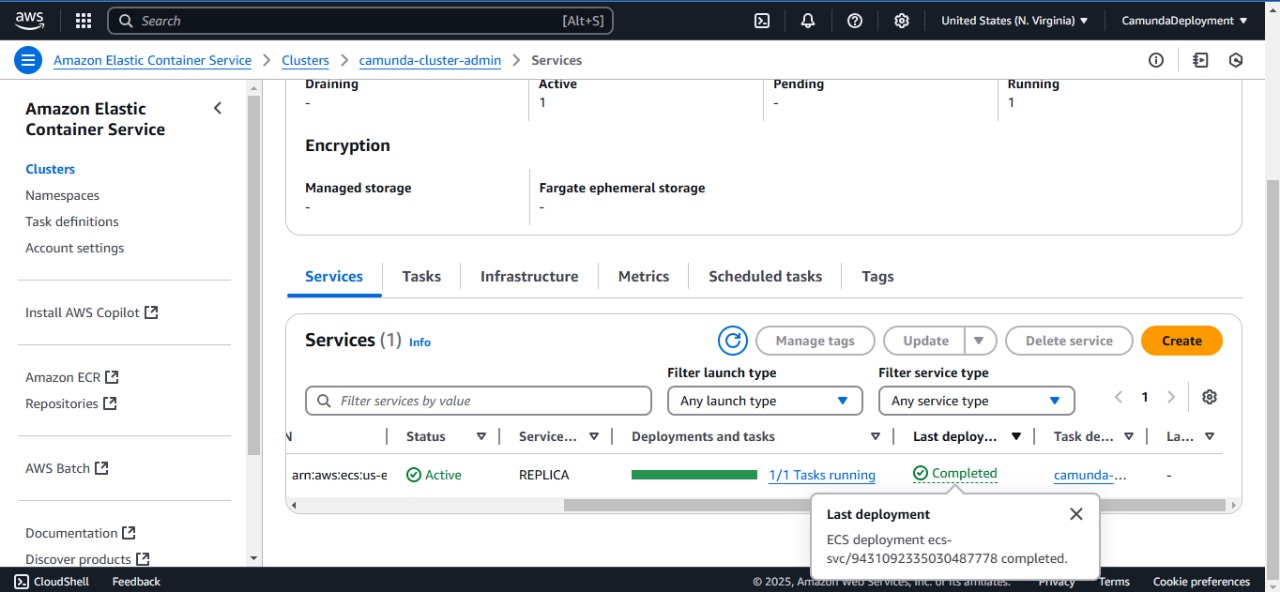 aws
Search [Alt+S]
United States (N. Virginia)
CamundaDeployment
Amazon Elastic Container Service
Clusters
camunda-cluster-admin
Services
Amazon Elastic
Container Service
Clusters
Namespaces
Task definitions
Account settings
Install AWS Copilot
Amazon ECR
Repositories
AWS Batch
Documentation
Discover products
Draining Active Pending Running
- 1 - 1
Encryption
Managed storage Fargate ephemeral storage
- -
Services Tasks Infrastructure Metrics Scheduled tasks Tags
Services (1) Info
Manage tags Update Delete service Create
Filter launch type Filter service type
Filter services by value Any launch type Any service type 1
N Status Service... Deployments and tasks Last deploy... Task de... La...
arn:aws:ecs:us-e Active REPLICA 1/1 Tasks running Completed camunda-... -
Last deployment
ECS deployment ecs-
svc/9431092335030487778 completed.
CloudShell Feedback © 2025, Amazon Web Services, Inc. or its affiliates. Privacy Terms Cookie preferences